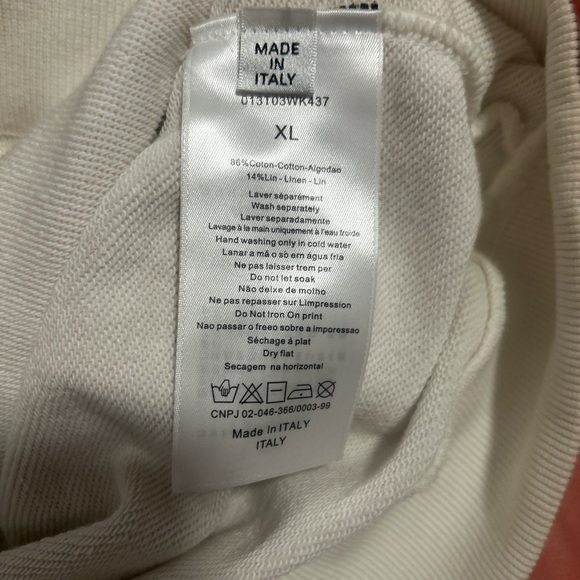 MADE
IN
ITALY
013T03WK437
XL
86%Coton-Cotton-Algodao
14%Lin - Linen - Lin
Laver séparément
Wash separately
Laver separadamente
Lavage à la main uniquement à l'eau froide
Hand washing only in cold water
Lanar a mã o sò em água fria
Ne pas laisser trem per
Do not let soak
Não deixe de molho
Ne pas repasser sur Limpression
Do Not Iron On print
Nao passar o freeo sobre a imporessao
Séchage à plat
Dry flat
Secagem na horizontal
CNPJ 02-046-366/0003-99
Made In ITALY
ITALY